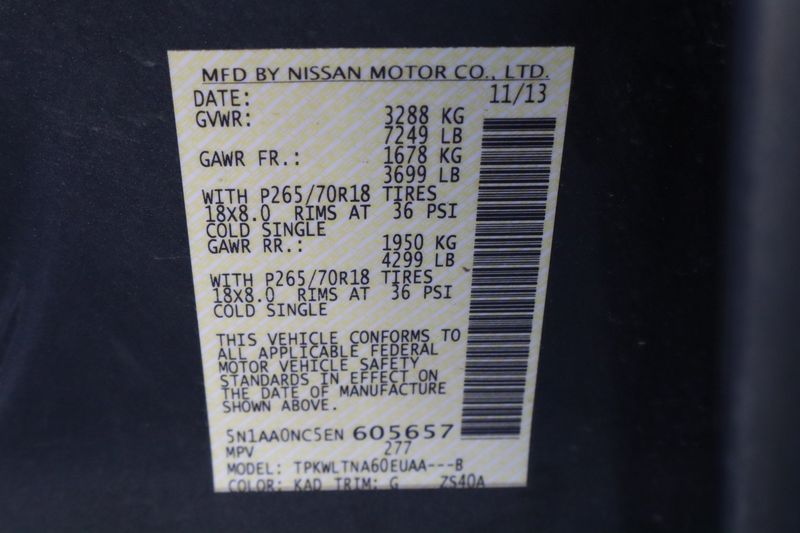 MFD BY NISSAN MOTOR CO., LTD.
DATE: 11/13
GVWR: 3288 KG
7249 LB
GAWR FR.: 1678 KG
3699 LB
WITH P265/70R18 TIRES
18X8.0 RIMS AT 36 PSI
COLD SINGLE
GAWR RR.: 1950 KG
4299 LB
WITH P265/70R18 TIRES
18X8.0 RIMS AT 36 PSI
COLD SINGLE
THIS VEHICLE CONFORMS TO
ALL APPLICABLE FEDERAL
MOTOR VEHICLE SAFETY
STANDARDS IN EFFECT ON
THE DATE OF MANUFACTURE
SHOWN ABOVE.
5N1AA0NC5EN 605657
MPV 277
MODEL: TPKWLTNA60EUAA---B
COLOR: KAD TRIM: G ZS40A